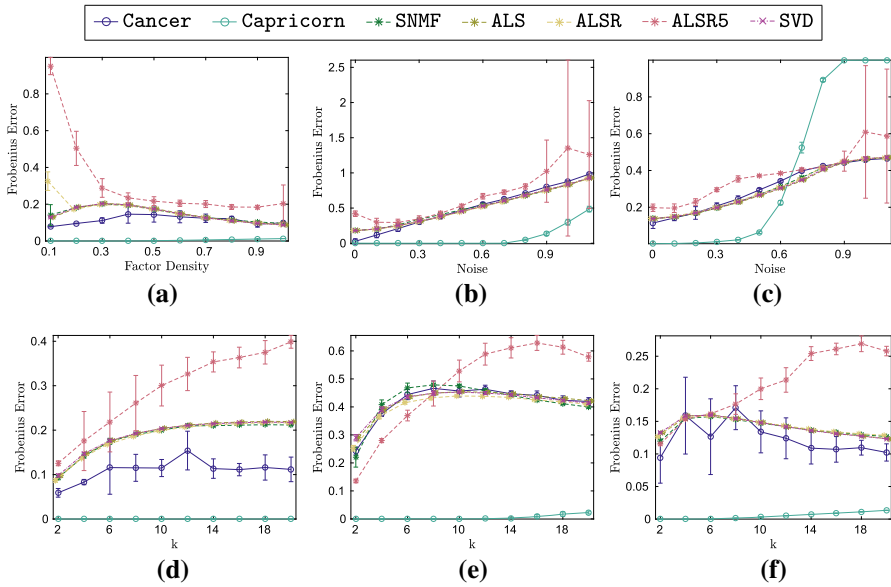 Cancer Capricorn SNMF ALS ALSR ALSR5 SVD
1
0.8
0.6
0.4
0.2
0
0.1 0.3 0.5 0.7 0.9
Frobenius Error
Factor Density
(a)
2.5
2
1.5
1
0.5
0
0 0.3 0.6 0.9
Frobenius Error
Noise
(b)
0.8
0.6
0.4
0.2
0 0.3 0.6 0.9
Frobenius Error
Noise
(c)
0.4
0.3
0.2
0.1
0
2 6 10 14 18
Frobenius Error
k
(d)
0.6
0.5
0.4
0.3
0.2
0.1
0
2 6 10 14 18
Frobenius Error
k
(e)
0.25
0.2
0.15
0.1
0.05
0
2 6 10 14 18
Frobenius Error
k
(f)